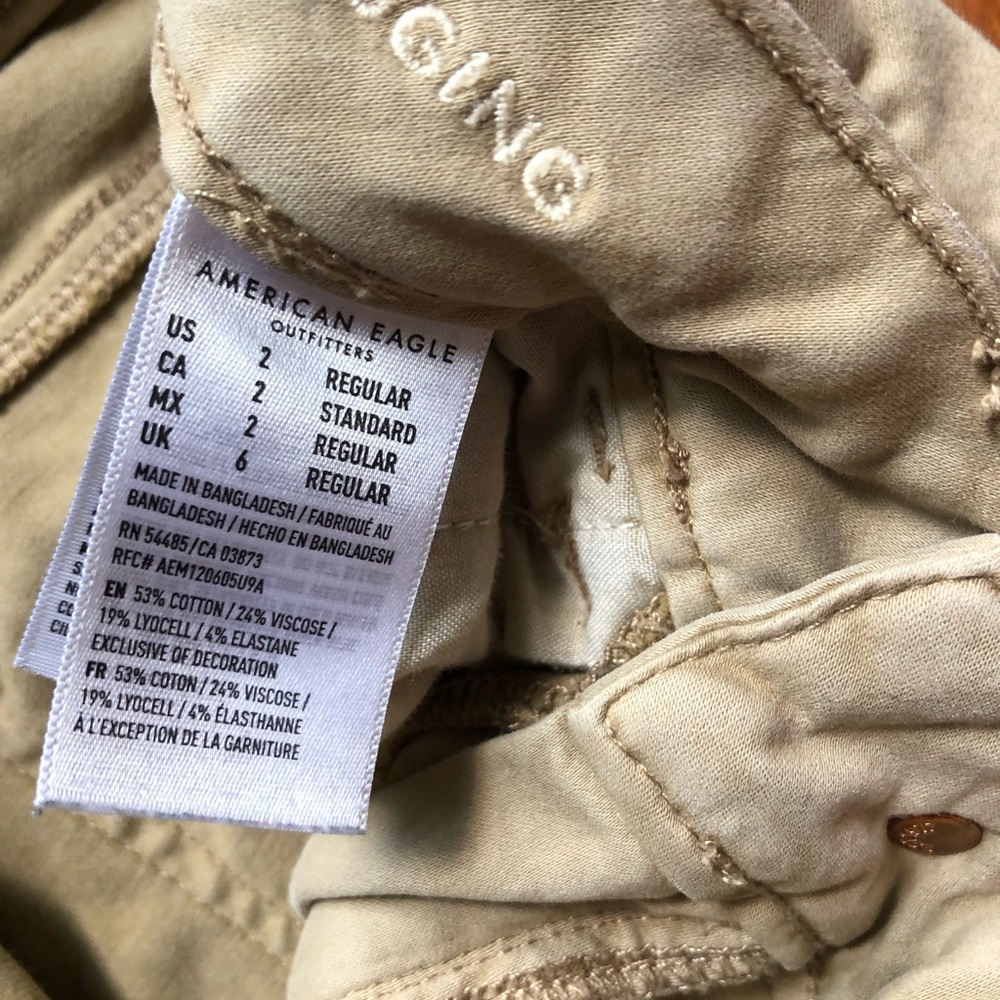 GGING
AMERICAN EAGLE
OUTFITTERS
US 2 REGULAR
CA 2 STANDARD
MX 2 REGULAR
UK 6 REGULAR
MADE IN BANGLADESH / FABRIQUÉ AU
BANGLADESH / HECHO EN BANGLADESH
RN 54485/CA 03873
RFC# AEM120605U9A
EN 53% COTTON / 24% VISCOSE /
19% LYOCELL / 4% ELASTANE
EXCLUSIVE OF DECORATION
FR 53% COTON / 24% VISCOSE /
19% LYOCELL / 4% ÉLASTHANNE
À L'EXCEPTION DE LA GARNITURE